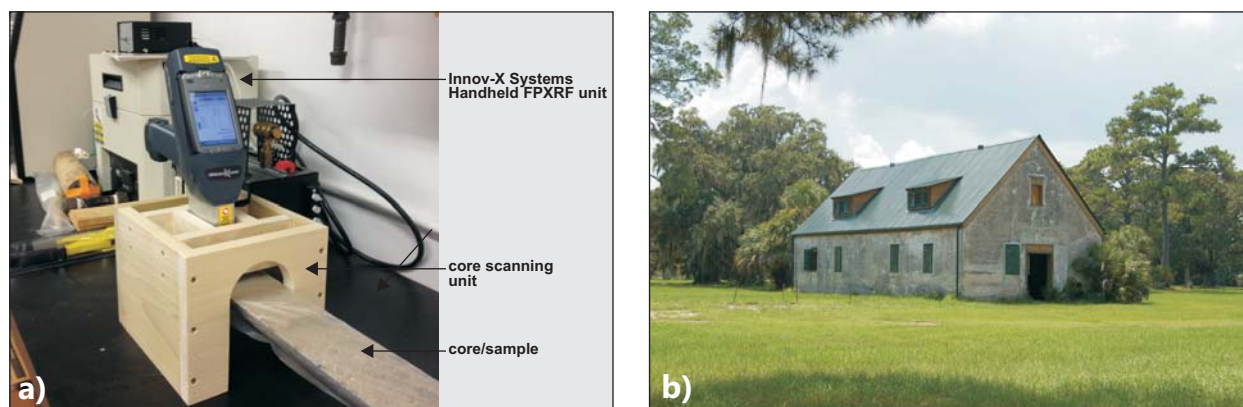 Innov-X Systems
Handheld FPXRF unit
core scanning
unit
core/sample
a)
b)